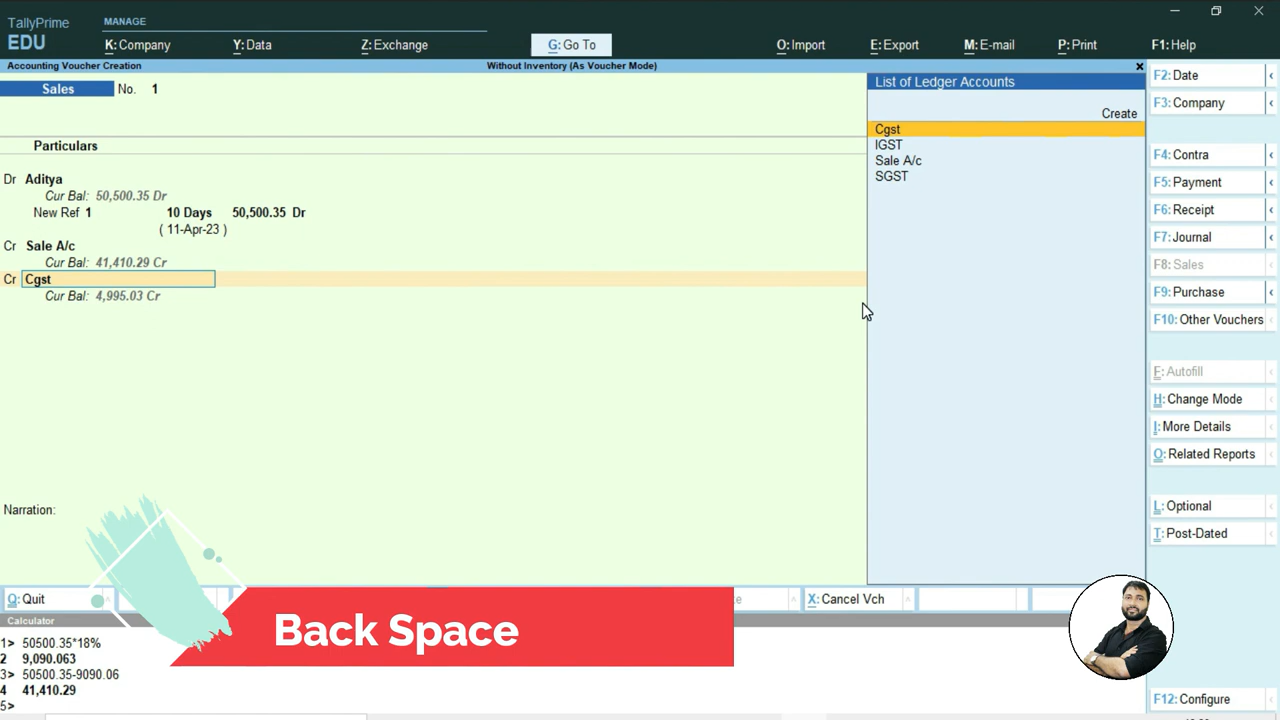 TallyPrime
EDU
MANAGE
K: Company
Y: Data
Z: Exchange
G: Go To
O: Import
E: Export
M: E-mail
P: Print
F1: Help
Accounting Voucher Creation
Without Inventory (As Voucher Mode)
Sales No. 1
Particulars
Dr Aditya
Cur Bal: 50,500.35 Dr
New Ref 1 10 Days 50,500.35 Dr
( 11-Apr-23 )
Cr Sale A/c
Cur Bal: 41,410.29 Cr
Cr Cgst
Cur Bal: 4,995.03 Cr
Narration:
List of Ledger Accounts
Create
Cgst
IGST
Sale A/c
SGST
F2: Date
F3: Company
F4: Contra
F5: Payment
F6: Receipt
F7: Journal
F8: Sales
F9: Purchase
F10: Other Vouchers
F: Autofill
H: Change Mode
I: More Details
O: Related Reports
L: Optional
T: Post-Dated
F12: Configure
Q: Quit
X: Cancel Vch
Back Space
Calculator
1> 50500.35*18%
2 9,090.063
3> 50500.35-9090.06
4 41,410.29
5>